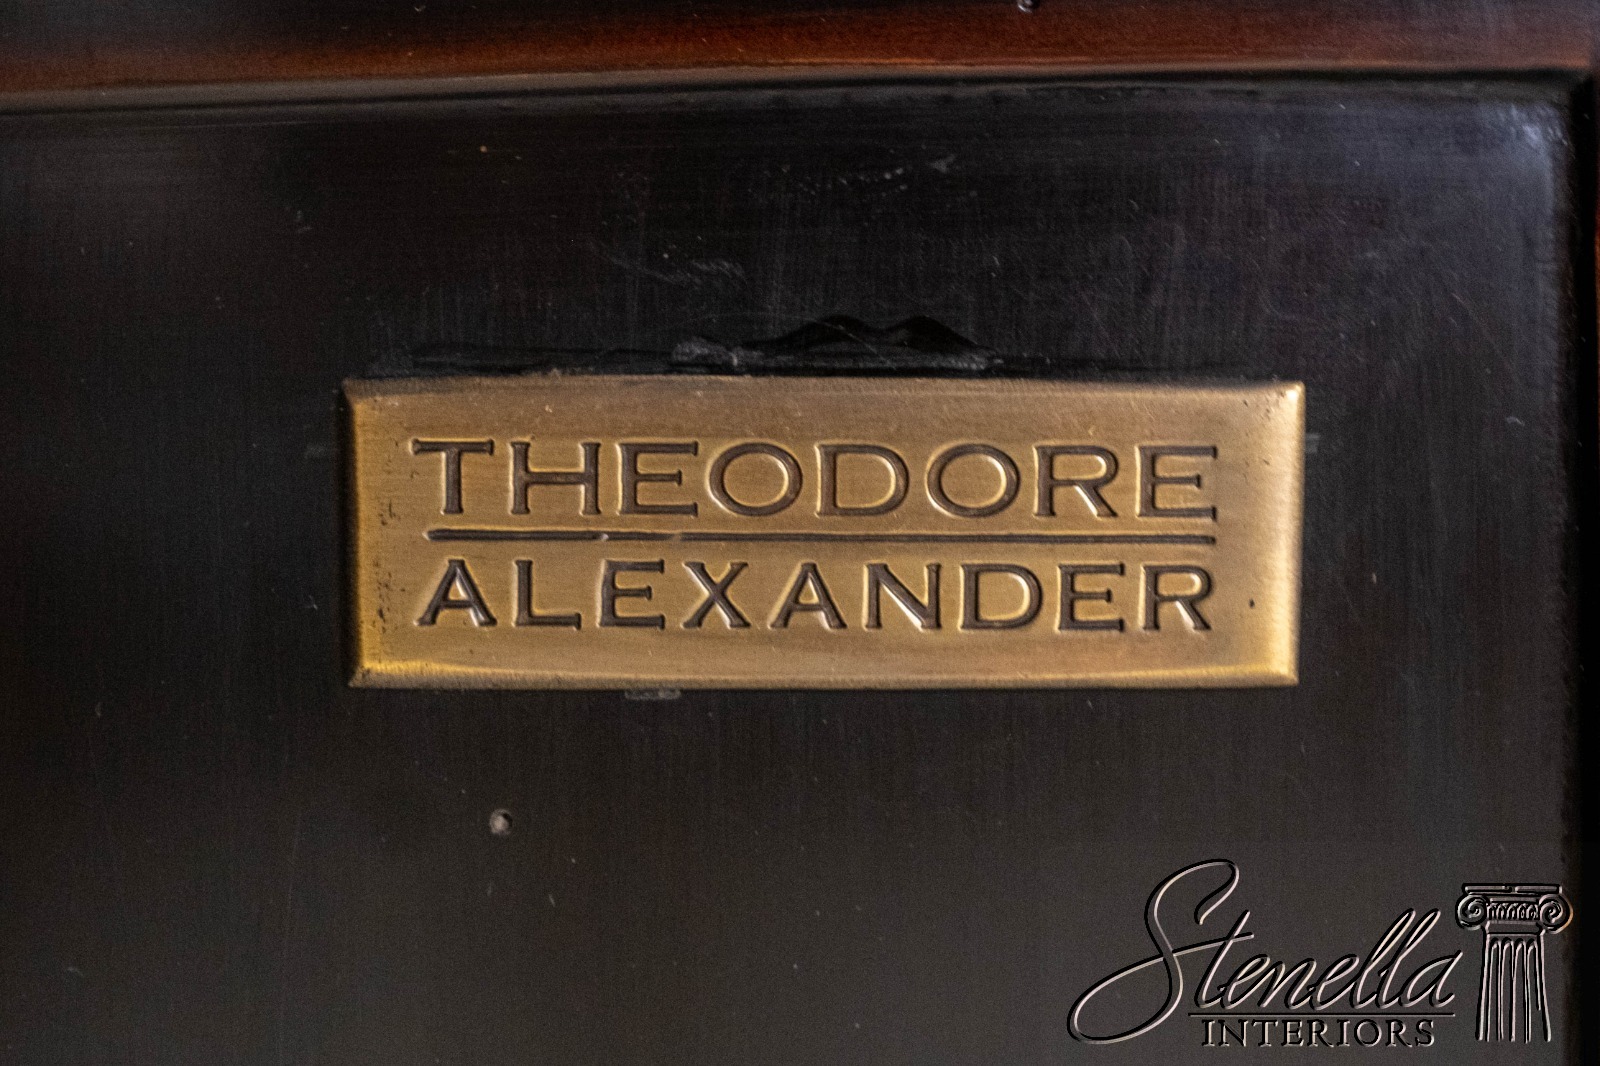 THEODORE
ALEXANDER
Stenella
INTERIORS